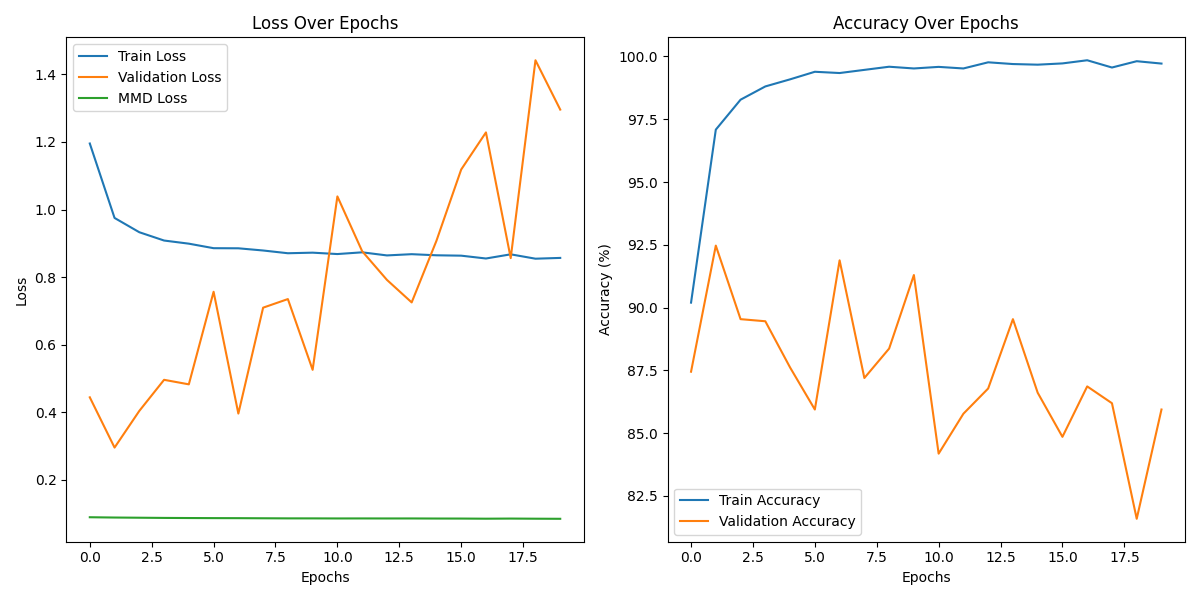 Loss Over Epochs
Train Loss
Validation Loss
MMD Loss
1.4
1.2
1.0
0.8
0.6
0.4
0.2
Loss
0.0 2.5 5.0 7.5 10.0 12.5 15.0 17.5
Epochs
Accuracy Over Epochs
100.0
97.5
95.0
92.5
90.0
87.5
85.0
82.5
Accuracy (%)
Train Accuracy
Validation Accuracy
0.0 2.5 5.0 7.5 10.0 12.5 15.0 17.5
Epochs